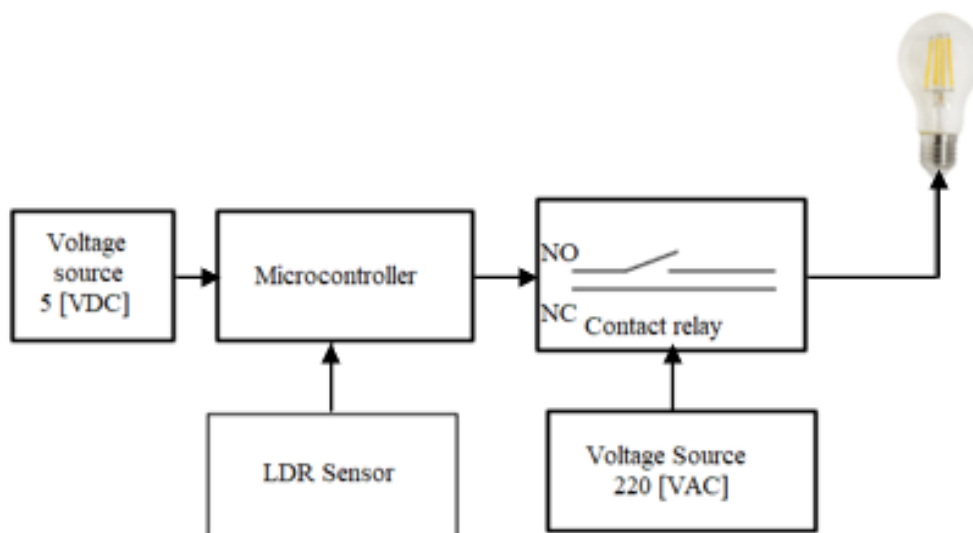 Voltage
source
5 [VDC]
Microcontroller
NO
NC
Contact relay
LDR Sensor
Voltage Source
220 [VAC]